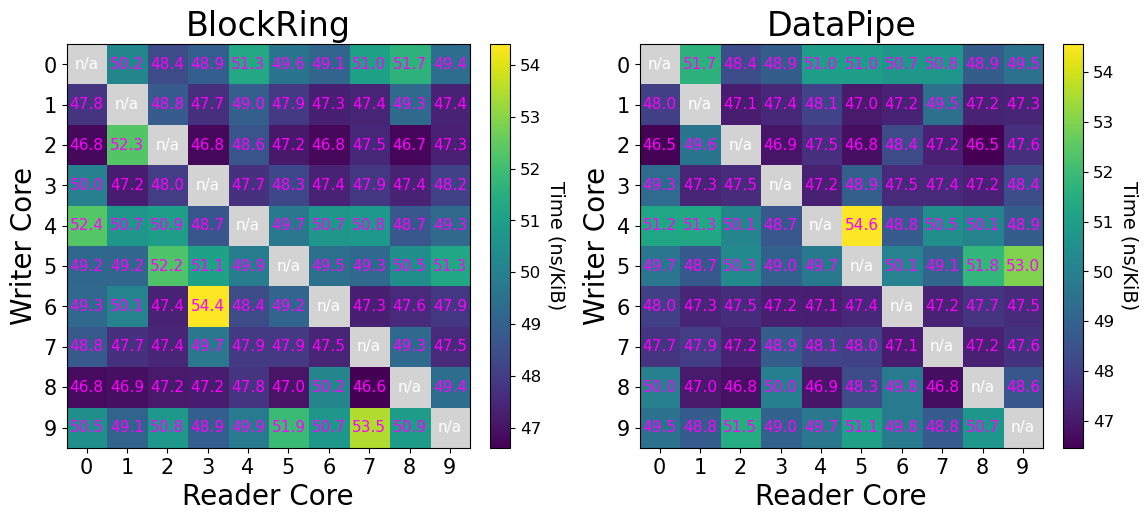 BlockRing
0 n/a 50.2 48.4 48.9 51.3 49.6 49.1 51.0 51.7 49.4
1 47.8 n/a 48.8 47.7 49.0 47.9 47.3 47.4 49.3 47.4
2 46.8 52.3 n/a 46.8 48.6 47.2 46.8 47.5 46.7 47.3
3 50.0 47.2 48.0 n/a 47.7 48.3 47.4 47.9 47.4 48.2
4 52.4 50.7 50.9 48.7 n/a 49.7 50.7 50.8 48.7 49.3
5 49.2 49.2 52.2 51.1 49.9 n/a 49.5 49.3 50.5 51.3
6 49.3 50.1 47.4 54.4 48.4 49.2 n/a 47.3 47.6 47.9
7 48.8 47.7 47.4 49.7 47.9 47.9 47.5 n/a 49.3 47.5
8 46.8 46.9 47.2 47.2 47.8 47.0 50.2 46.6 n/a 49.4
9 50.5 49.1 50.8 48.9 49.9 51.9 50.7 53.5 n/a
0 1 2 3 4 5 6 7 8 9
Reader Core
Writer Core
54
53
52
51
50
49
48
47
Time (ns/KiB)
DataPipe
0 n/a 51.7 48.4 48.9 51.0 51.0 50.7 50.8 48.9 49.5
1 48.0 n/a 47.1 47.4 48.1 47.0 47.2 49.5 47.2 47.3
2 46.5 49.6 n/a 46.9 47.5 46.8 48.4 47.2 46.5 47.6
3 49.3 47.3 47.5 n/a 47.2 48.9 47.5 47.4 47.2 48.4
4 51.2 51.3 50.1 48.7 n/a 54.6 48.8 50.5 50.1 48.9
5 49.7 48.7 50.3 49.0 49.7 n/a 50.1 49.1 51.8 53.0
6 48.0 47.3 47.5 47.2 47.1 47.4 n/a 47.2 47.7 47.5
7 47.7 47.9 47.2 48.9 48.1 48.0 47.1 n/a 47.2 47.6
8 50.0 47.0 46.8 50.0 46.9 48.3 49.8 46.8 n/a 48.6
9 49.5 48.8 51.5 49.0 49.7 51.1 49.8 48.8 50.7 n/a
0 1 2 3 4 5 6 7 8 9
Reader Core
Writer Core
54
53
52
51
50
49
48
47
Time (ns/KiB)